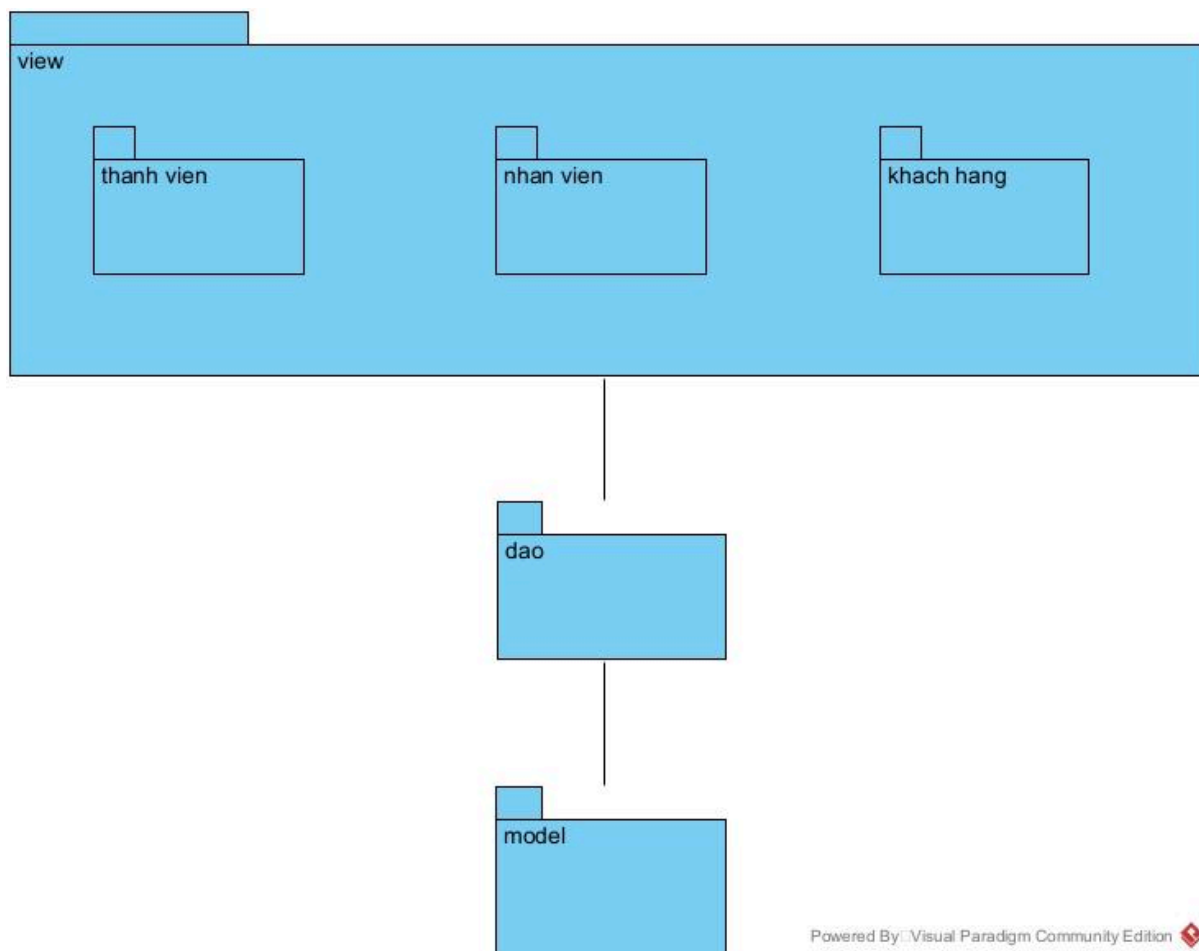 view
thanh vien
nhan vien
khach hang
dao
model
Powered By Visual Paradigm Community Edition